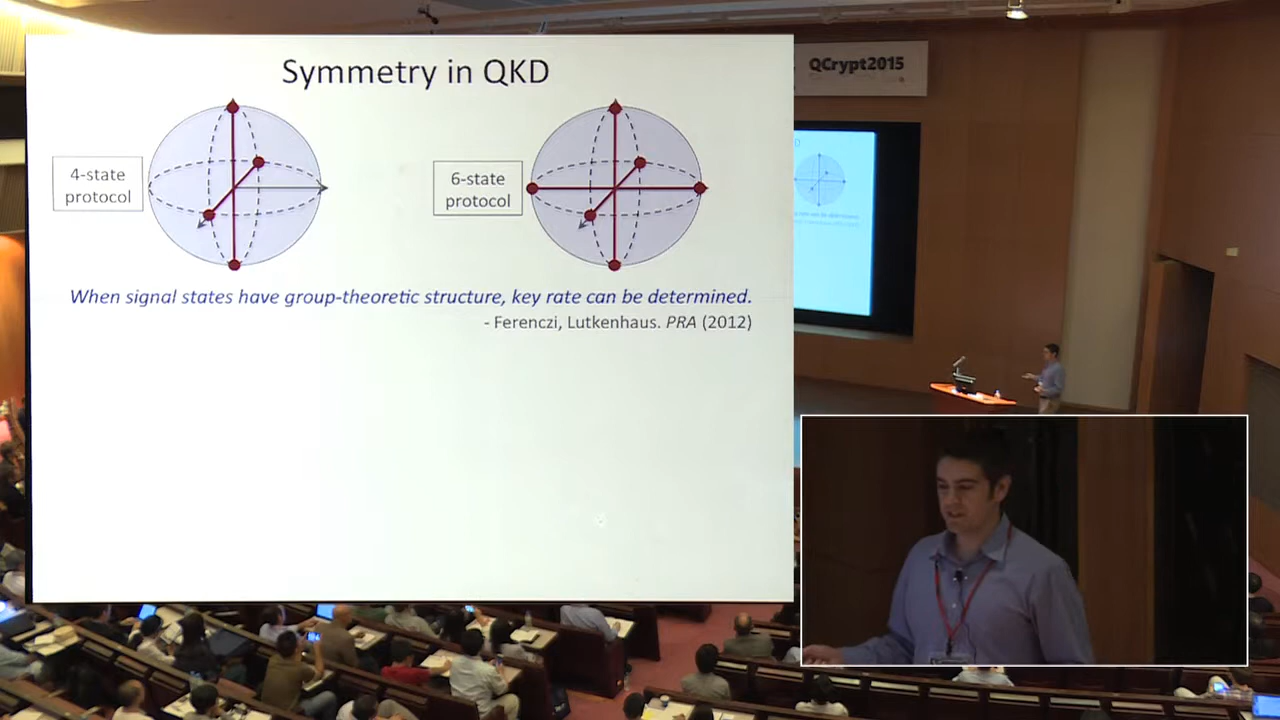 Symmetry in QKD
4-state
protocol
6-state
protocol
When signal states have group-theoretic structure, key rate can be determined.
- Ferenczi, Lutkenhaus. PRA (2012)
QCrypt2015